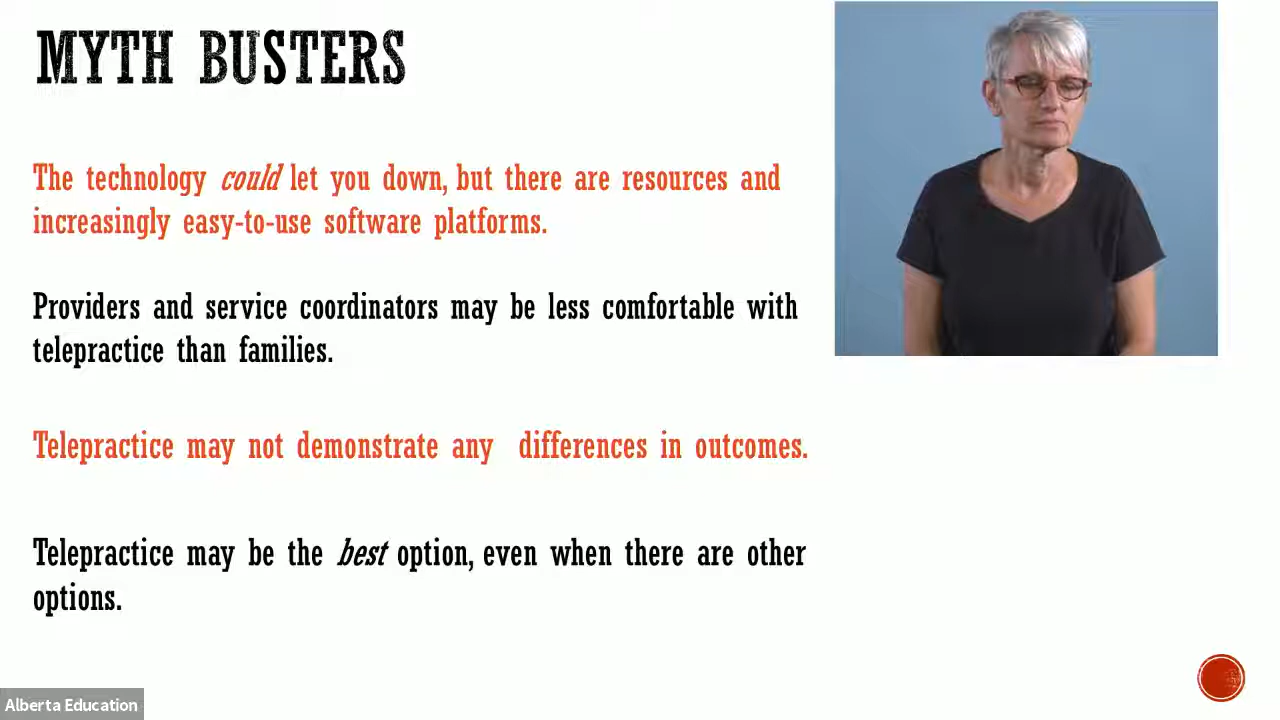 MYTH BUSTERS
The technology could let you down, but there are resources and
increasingly easy-to-use software platforms.
Providers and service coordinators may be less comfortable with
telepractice than families.
Telepractice may not demonstrate any differences in outcomes.
Telepractice may be the best option, even when there are other
options.
Alberta Education